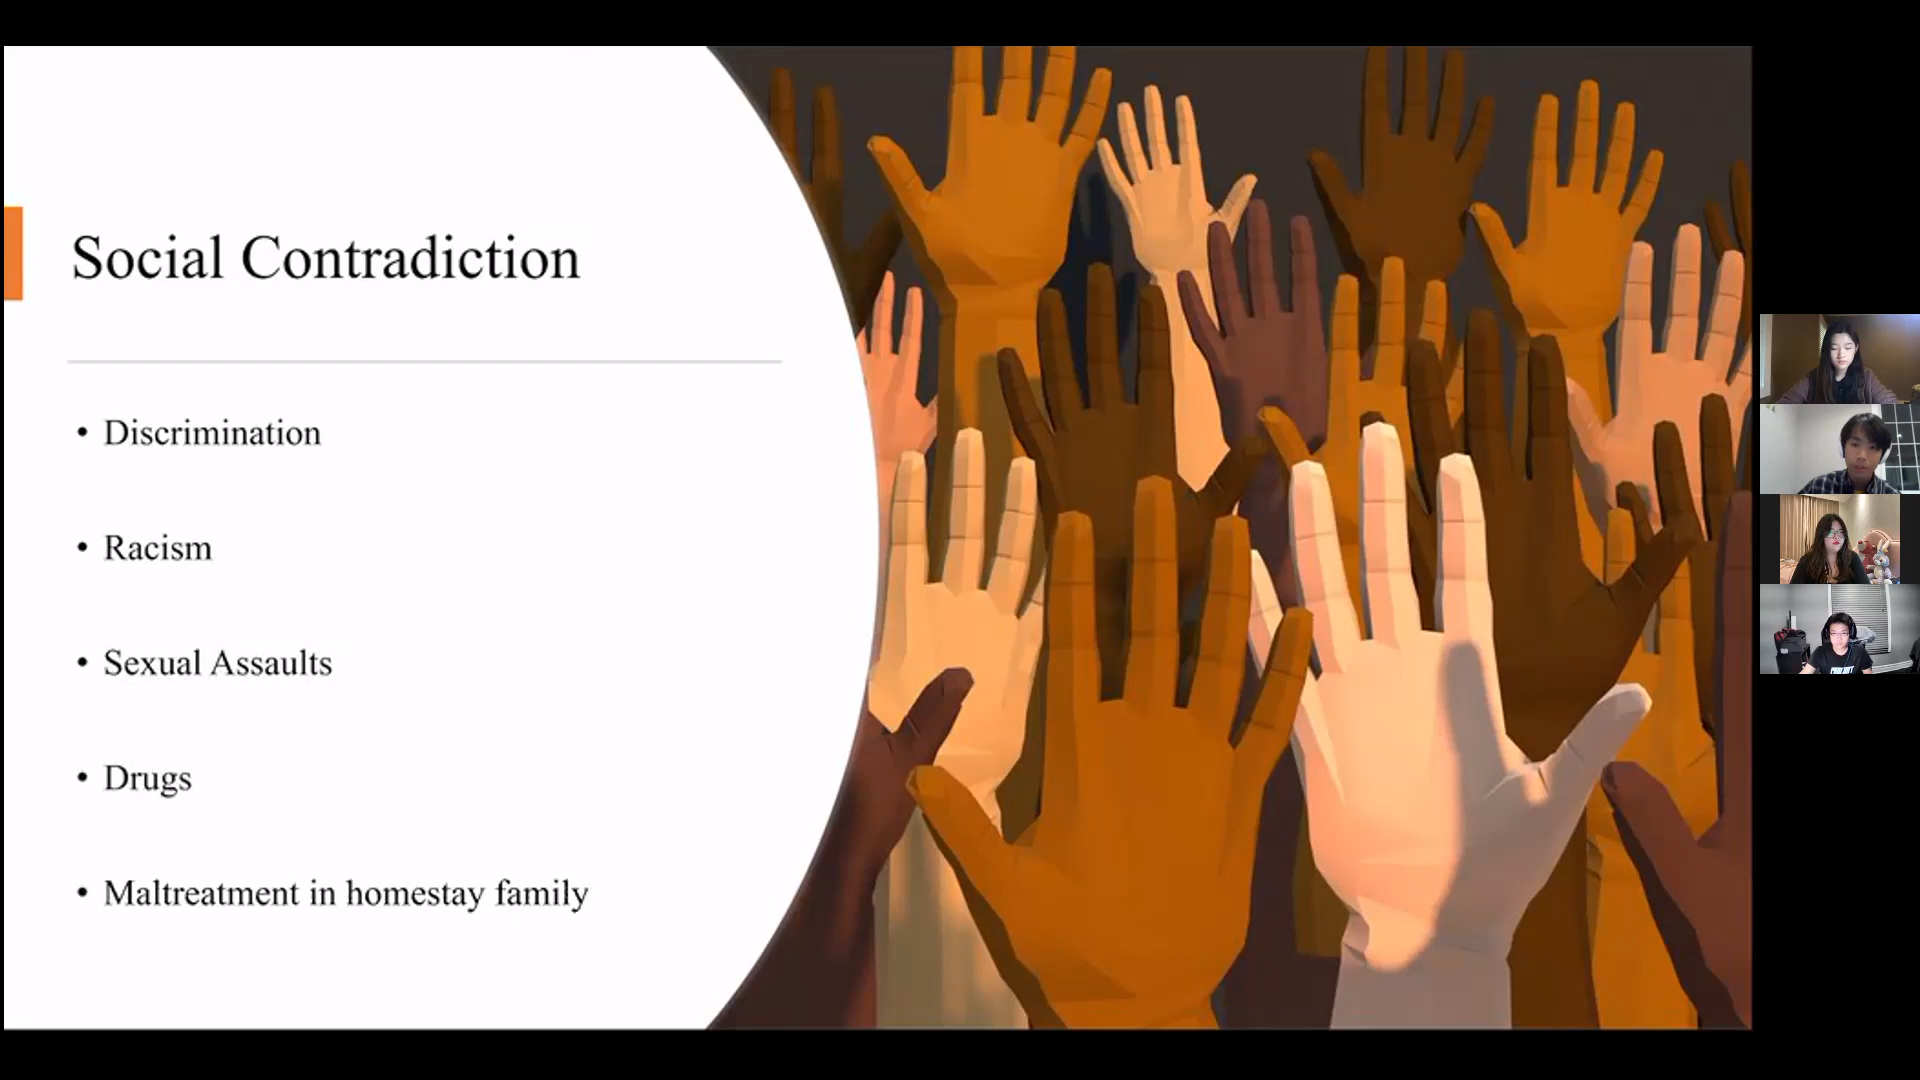 Social Contradiction
• Discrimination
• Racism
• Sexual Assaults
• Drugs
• Maltreatment in homestay family